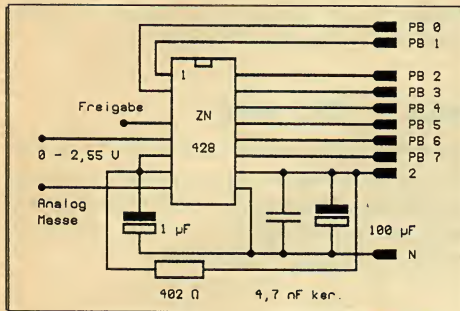 PB 0
PB 1
1
PB 2
PB 3
Freigabe
ZN
PB 4
PB 5
0 - 2,55 V
428
PB 6
PB 7
2
Analog
Masse
1 µF
100 µF
N
402 Ω
4,7 nF ker.